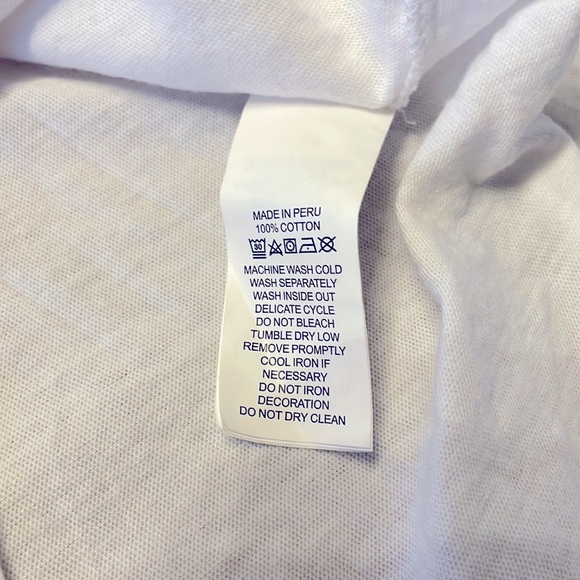 MADE IN PERU
100% COTTON
30
MACHINE WASH COLD
WASH SEPARATELY
WASH INSIDE OUT
DELICATE CYCLE
DO NOT BLEACH
TUMBLE DRY LOW
REMOVE PROMPTLY
COOL IRON IF
NECESSARY
DO NOT IRON
DECORATION
DO NOT DRY CLEAN